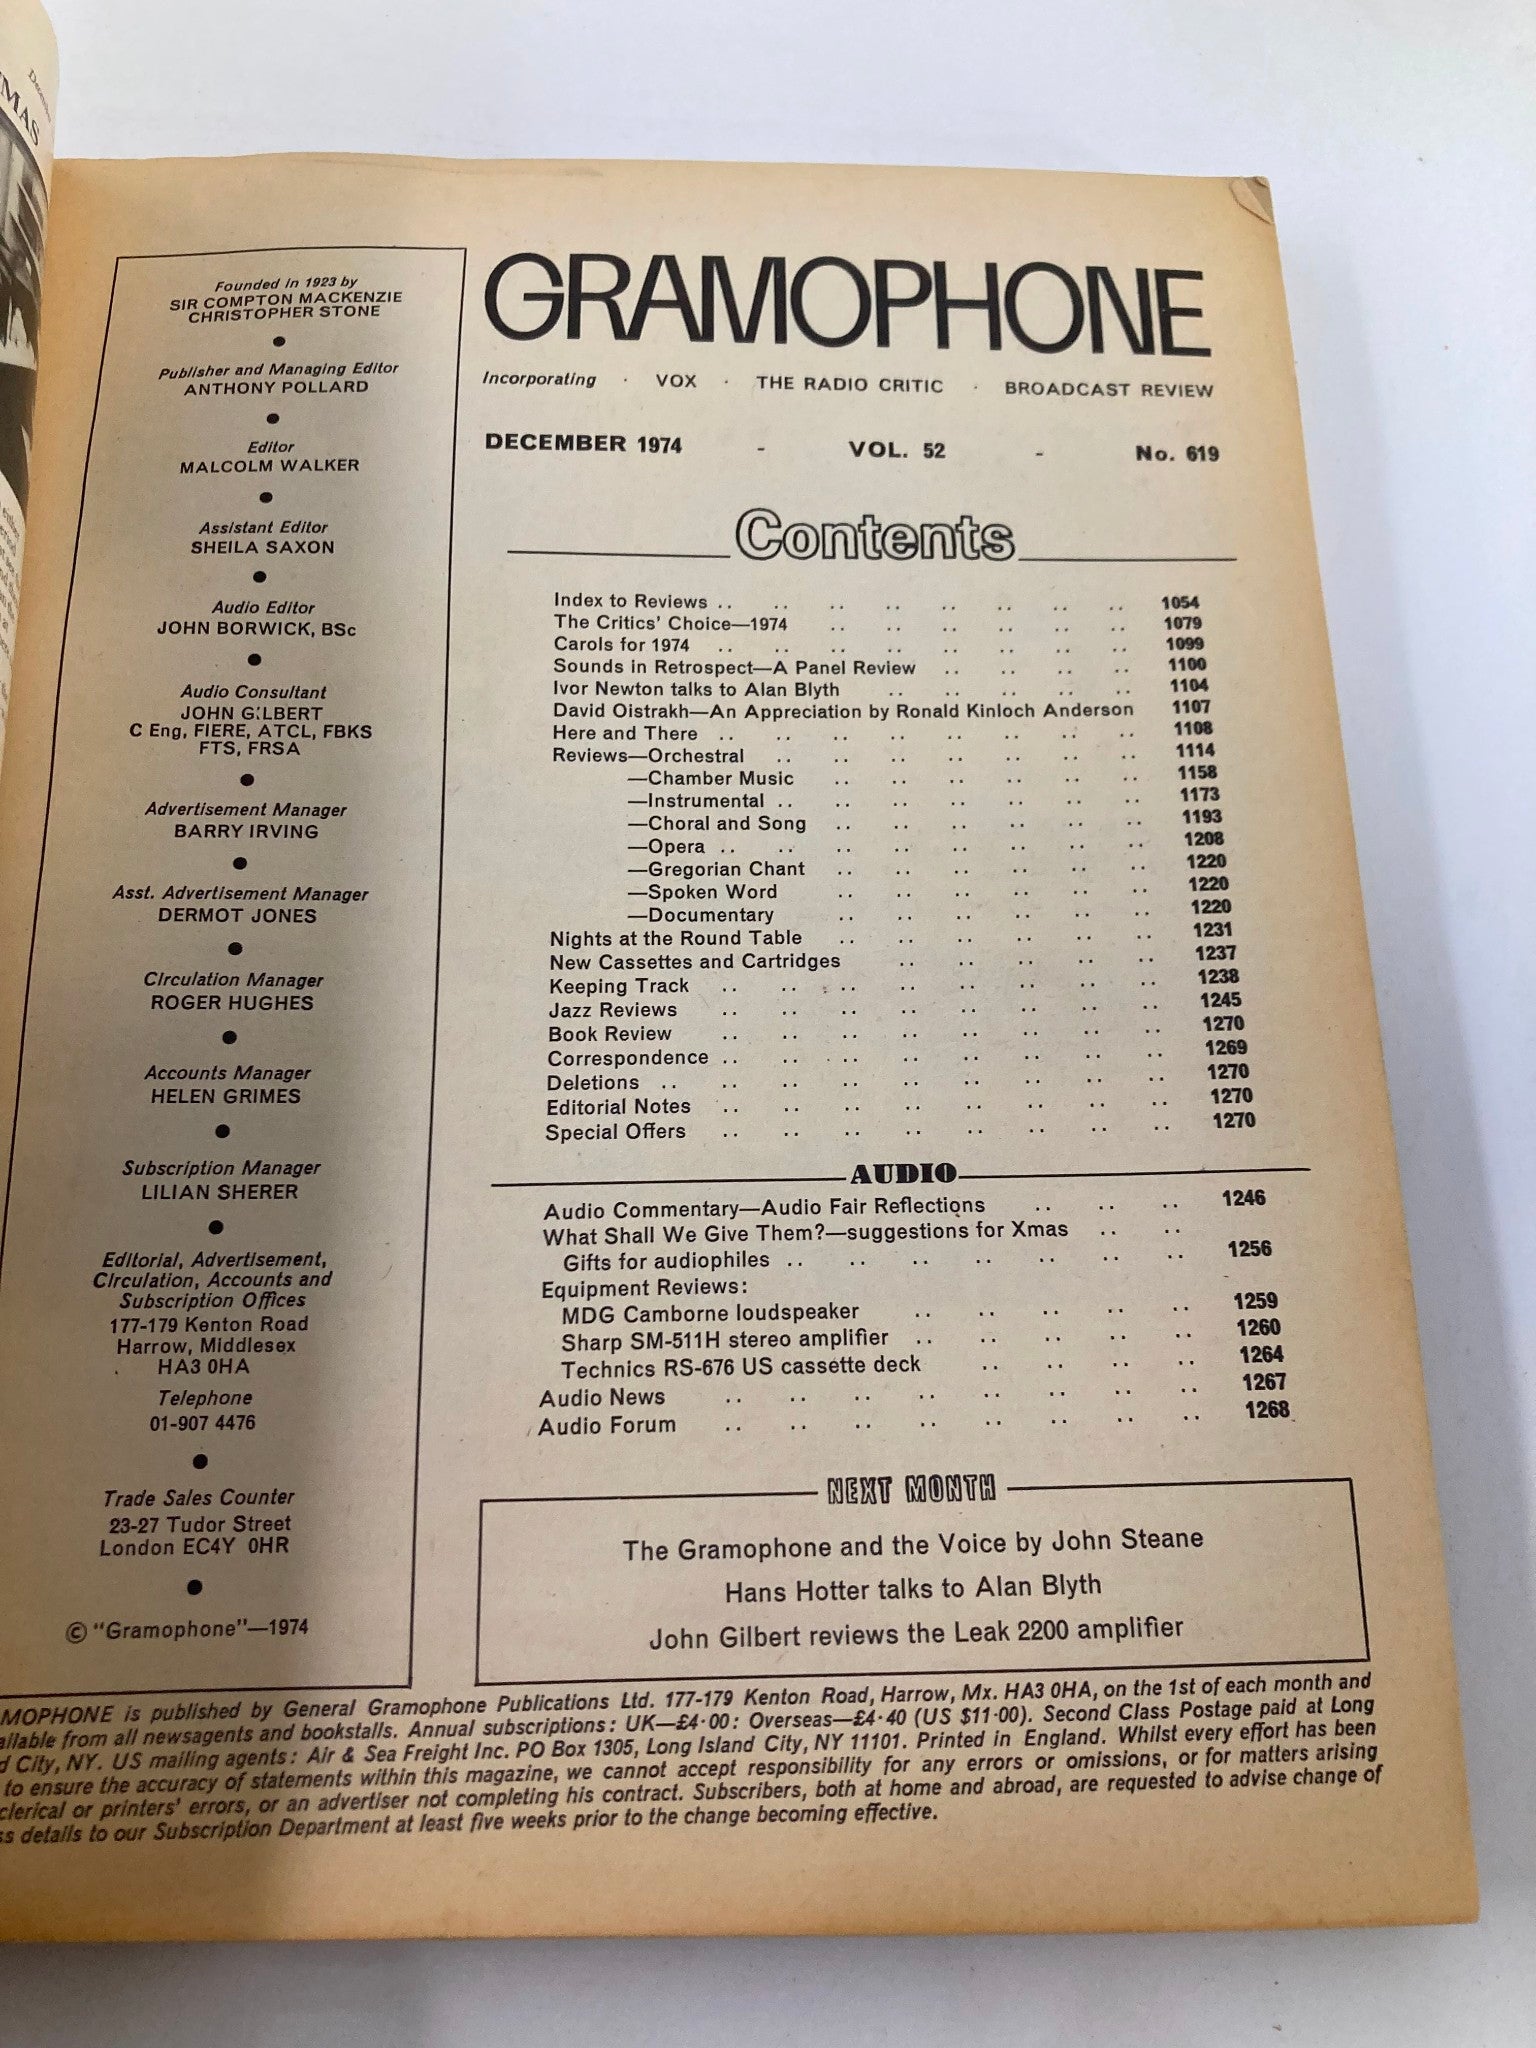 MAS
Founded in 1923 by
SIR COMPTON MACKENZIE
CHRISTOPHER STONE
Publisher and Managing Editor
ANTHONY POLLARD
Editor
MALCOLM WALKER
Assistant Editor
SHEILA SAXON
Audio Editor
JOHN BORWICK, BSc
Audio Consultant
JOHN GILBERT
C Eng, FIERE, ATCL, FBKS
FTS, FRSA
Advertisement Manager
BARRY IRVING
Asst. Advertisement Manager
DERMOT JONES
Circulation Manager
ROGER HUGHES
Accounts Manager
HELEN GRIMES
Subscription Manager
LILIAN SHERER
Editorial, Advertisement,
Circulation, Accounts and
Subscription Offices
177-179 Kenton Road
Harrow, Middlesex
HA3 0HA
Telephone
01-907 4476
Trade Sales Counter
23-27 Tudor Street
London EC4Y 0HR
© "Gramophone"—1974
GRAMOPHONE
Incorporating · VOX · THE RADIO CRITIC · BROADCAST REVIEW
DECEMBER 1974 - VOL. 52 - No. 619
Contents
Index to Reviews .. .. .. .. .. .. .. .. 1054
The Critics' Choice—1974 .. .. .. .. .. .. 1079
Carols for 1974 .. .. .. .. .. .. .. .. 1099
Sounds in Retrospect—A Panel Review .. .. .. .. 1100
Ivor Newton talks to Alan Blyth .. .. .. .. .. 1104
David Oistrakh—An Appreciation by Ronald Kinloch Anderson 1107
Here and There .. .. .. .. .. .. .. .. 1108
Reviews—Orchestral .. .. .. .. .. .. .. 1114
—Chamber Music .. .. .. .. .. .. 1158
—Instrumental .. .. .. .. .. .. .. 1173
—Choral and Song .. .. .. .. .. .. 1193
—Opera .. .. .. .. .. .. .. .. 1208
—Gregorian Chant .. .. .. .. .. .. 1220
—Spoken Word .. .. .. .. .. .. 1220
—Documentary .. .. .. .. .. .. 1220
Nights at the Round Table .. .. .. .. .. .. 1231
New Cassettes and Cartridges .. .. .. .. .. 1237
Keeping Track .. .. .. .. .. .. .. .. 1238
Jazz Reviews .. .. .. .. .. .. .. .. 1245
Book Review .. .. .. .. .. .. .. .. 1270
Correspondence .. .. .. .. .. .. .. .. 1269
Deletions .. .. .. .. .. .. .. .. .. 1270
Editorial Notes .. .. .. .. .. .. .. .. 1270
Special Offers .. .. .. .. .. .. .. .. 1270
AUDIO
Audio Commentary—Audio Fair Reflections .. .. .. 1246
What Shall We Give Them?—suggestions for Xmas .. ..
Gifts for audiophiles .. .. .. .. .. .. .. 1256
Equipment Reviews:
MDG Camborne loudspeaker .. .. .. .. .. 1259
Sharp SM-511H stereo amplifier .. .. .. .. .. 1260
Technics RS-676 US cassette deck .. .. .. .. 1264
Audio News .. .. .. .. .. .. .. .. 1267
Audio Forum .. .. .. .. .. .. .. .. 1268
NEXT MONTH
The Gramophone and the Voice by John Steane
Hans Hotter talks to Alan Blyth
John Gilbert reviews the Leak 2200 amplifier
MOPHONE is published by General Gramophone Publications Ltd. 177-179 Kenton Road, Harrow, Mx. HA3 0HA, on the 1st of each month and
ailable from all newsagents and bookstalls. Annual subscriptions: UK—£4·00: Overseas—£4·40 (US $11·00). Second Class Postage paid at Long
d City, NY. US mailing agents: Air & Sea Freight Inc. PO Box 1305, Long Island City, NY 11101. Printed in England. Whilst every effort has been
to ensure the accuracy of statements within this magazine, we cannot accept responsibility for any errors or omissions, or for matters arising
clerical or printers' errors, or an advertiser not completing his contract. Subscribers, both at home and abroad, are requested to advise change of
ss details to our Subscription Department at least five weeks prior to the change becoming effective.